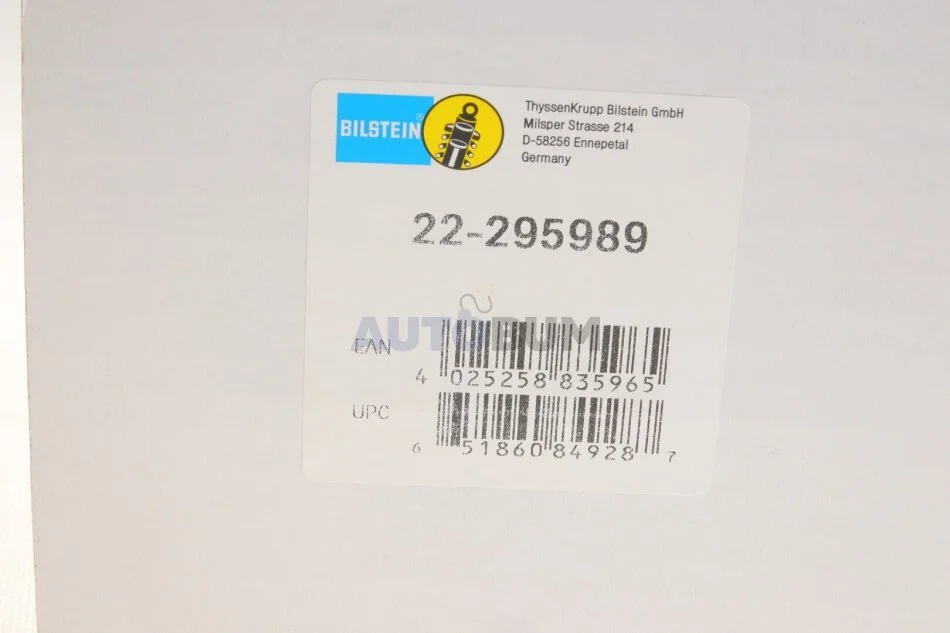 BILSTEIN®
ThyssenKrupp Bilstein GmbH
Milsper Strasse 214
D-58256 Ennepetal
Germany
22-295989
AUTOBUM
EAN
4 025258 835965
UPC
6 51860 84928 7